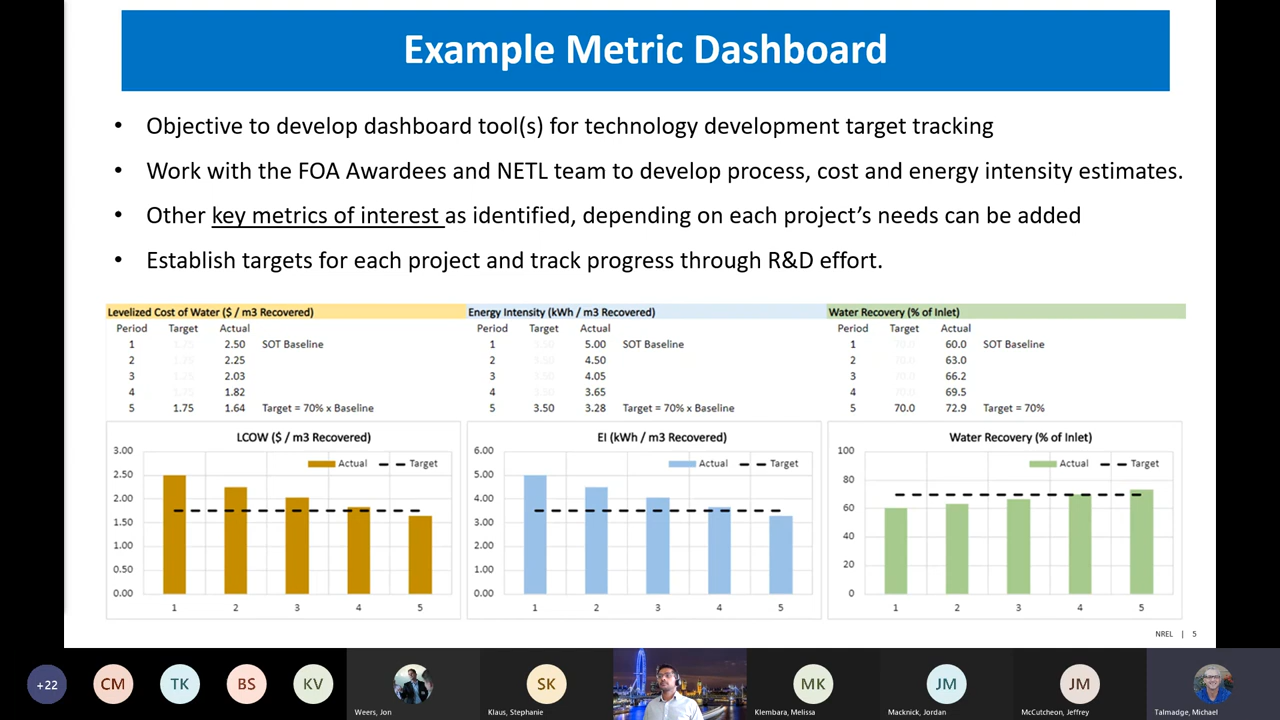 Example Metric Dashboard
• Objective to develop dashboard tool(s) for technology development target tracking
• Work with the FOA Awardees and NETL team to develop process, cost and energy intensity estimates.
• Other key metrics of interest as identified, depending on each project's needs can be added
• Establish targets for each project and track progress through R&D effort.
Levelized Cost of Water ($ / m3 Recovered)
Period Target Actual
1 2.50 SOT Baseline
2 2.25
3 2.03
4 1.82
5 1.75 1.64 Target = 70% x Baseline
Energy Intensity (kWh / m3 Recovered)
Period Target Actual
1 5.00 SOT Baseline
2 4.50
3 4.05
4 3.65
5 3.50 3.28 Target = 70% x Baseline
Water Recovery (% of Inlet)
Period Target Actual
1 60.0 SOT Baseline
2 63.0
3 66.2
4 69.5
5 70.0 72.9 Target = 70%
LCOW ($ / m3 Recovered)
Actual Target
3.00
2.50
2.00
1.50
1.00
0.50
0.00
1 2 3 4 5
EI (kWh / m3 Recovered)
Actual Target
6.00
5.00
4.00
3.00
2.00
1.00
0.00
1 2 3 4 5
Water Recovery (% of Inlet)
Actual Target
100
80
60
40
20
0
1 2 3 4 5
NREL | 5
+22
CM
TK
BS
KV
Weers, Jon
SK
Klaus, Stephanie
MK
Klembara, Melissa
JM
Macknick, Jordan
JM
McCutcheon, Jeffrey
Talmadge, Michael